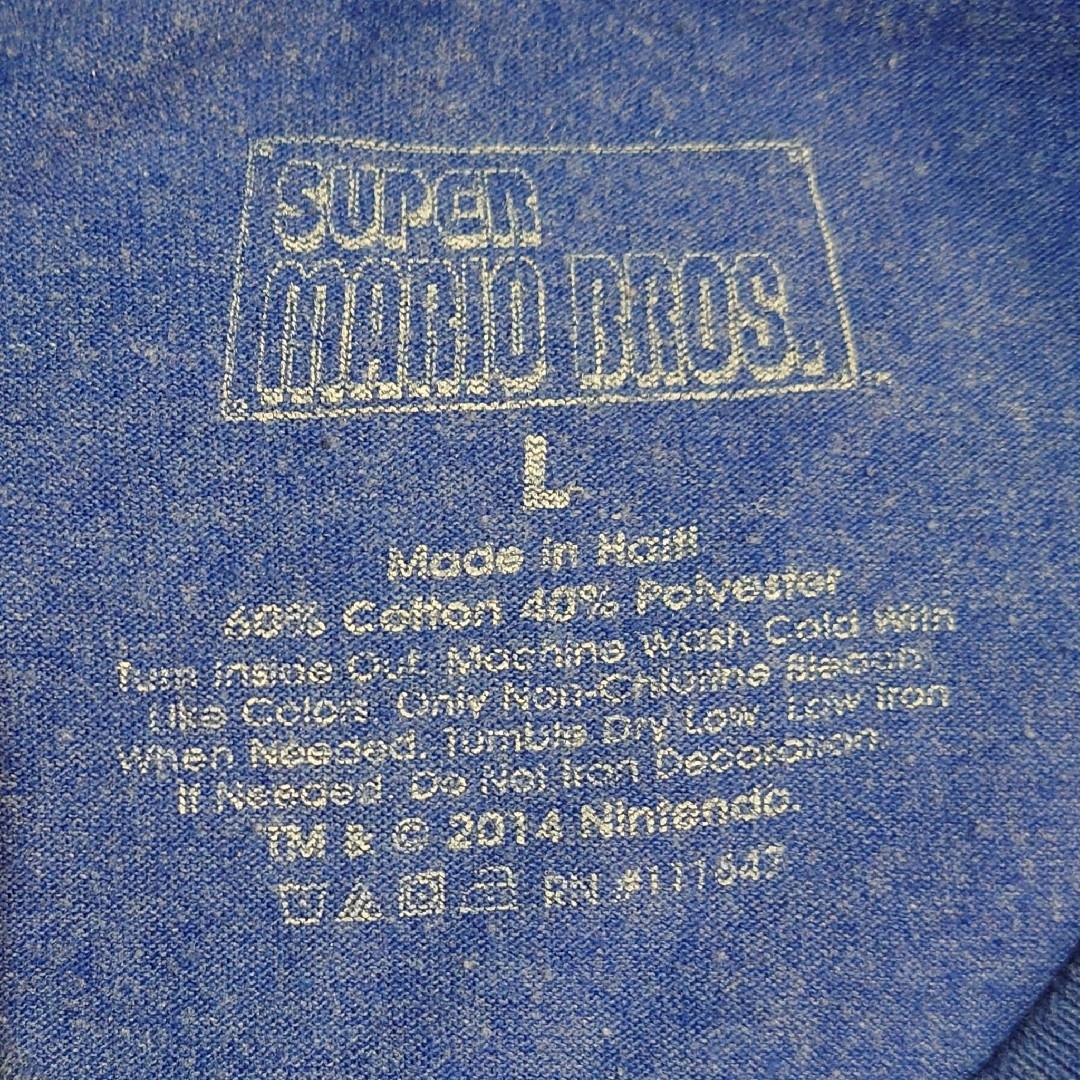 SUPER
MARIO BROS.
L
Made in Haiti
60% Cotton 40% Polyester
Turn Inside Out. Machine Wash Cold With
Like Colors. Only Non-Chlorine Bleach
When Needed. Tumble Dry Low. Low Iron
If Needed. Do Not Iron Decoration.
TM & © 2014 Nintendo.
RN #111647